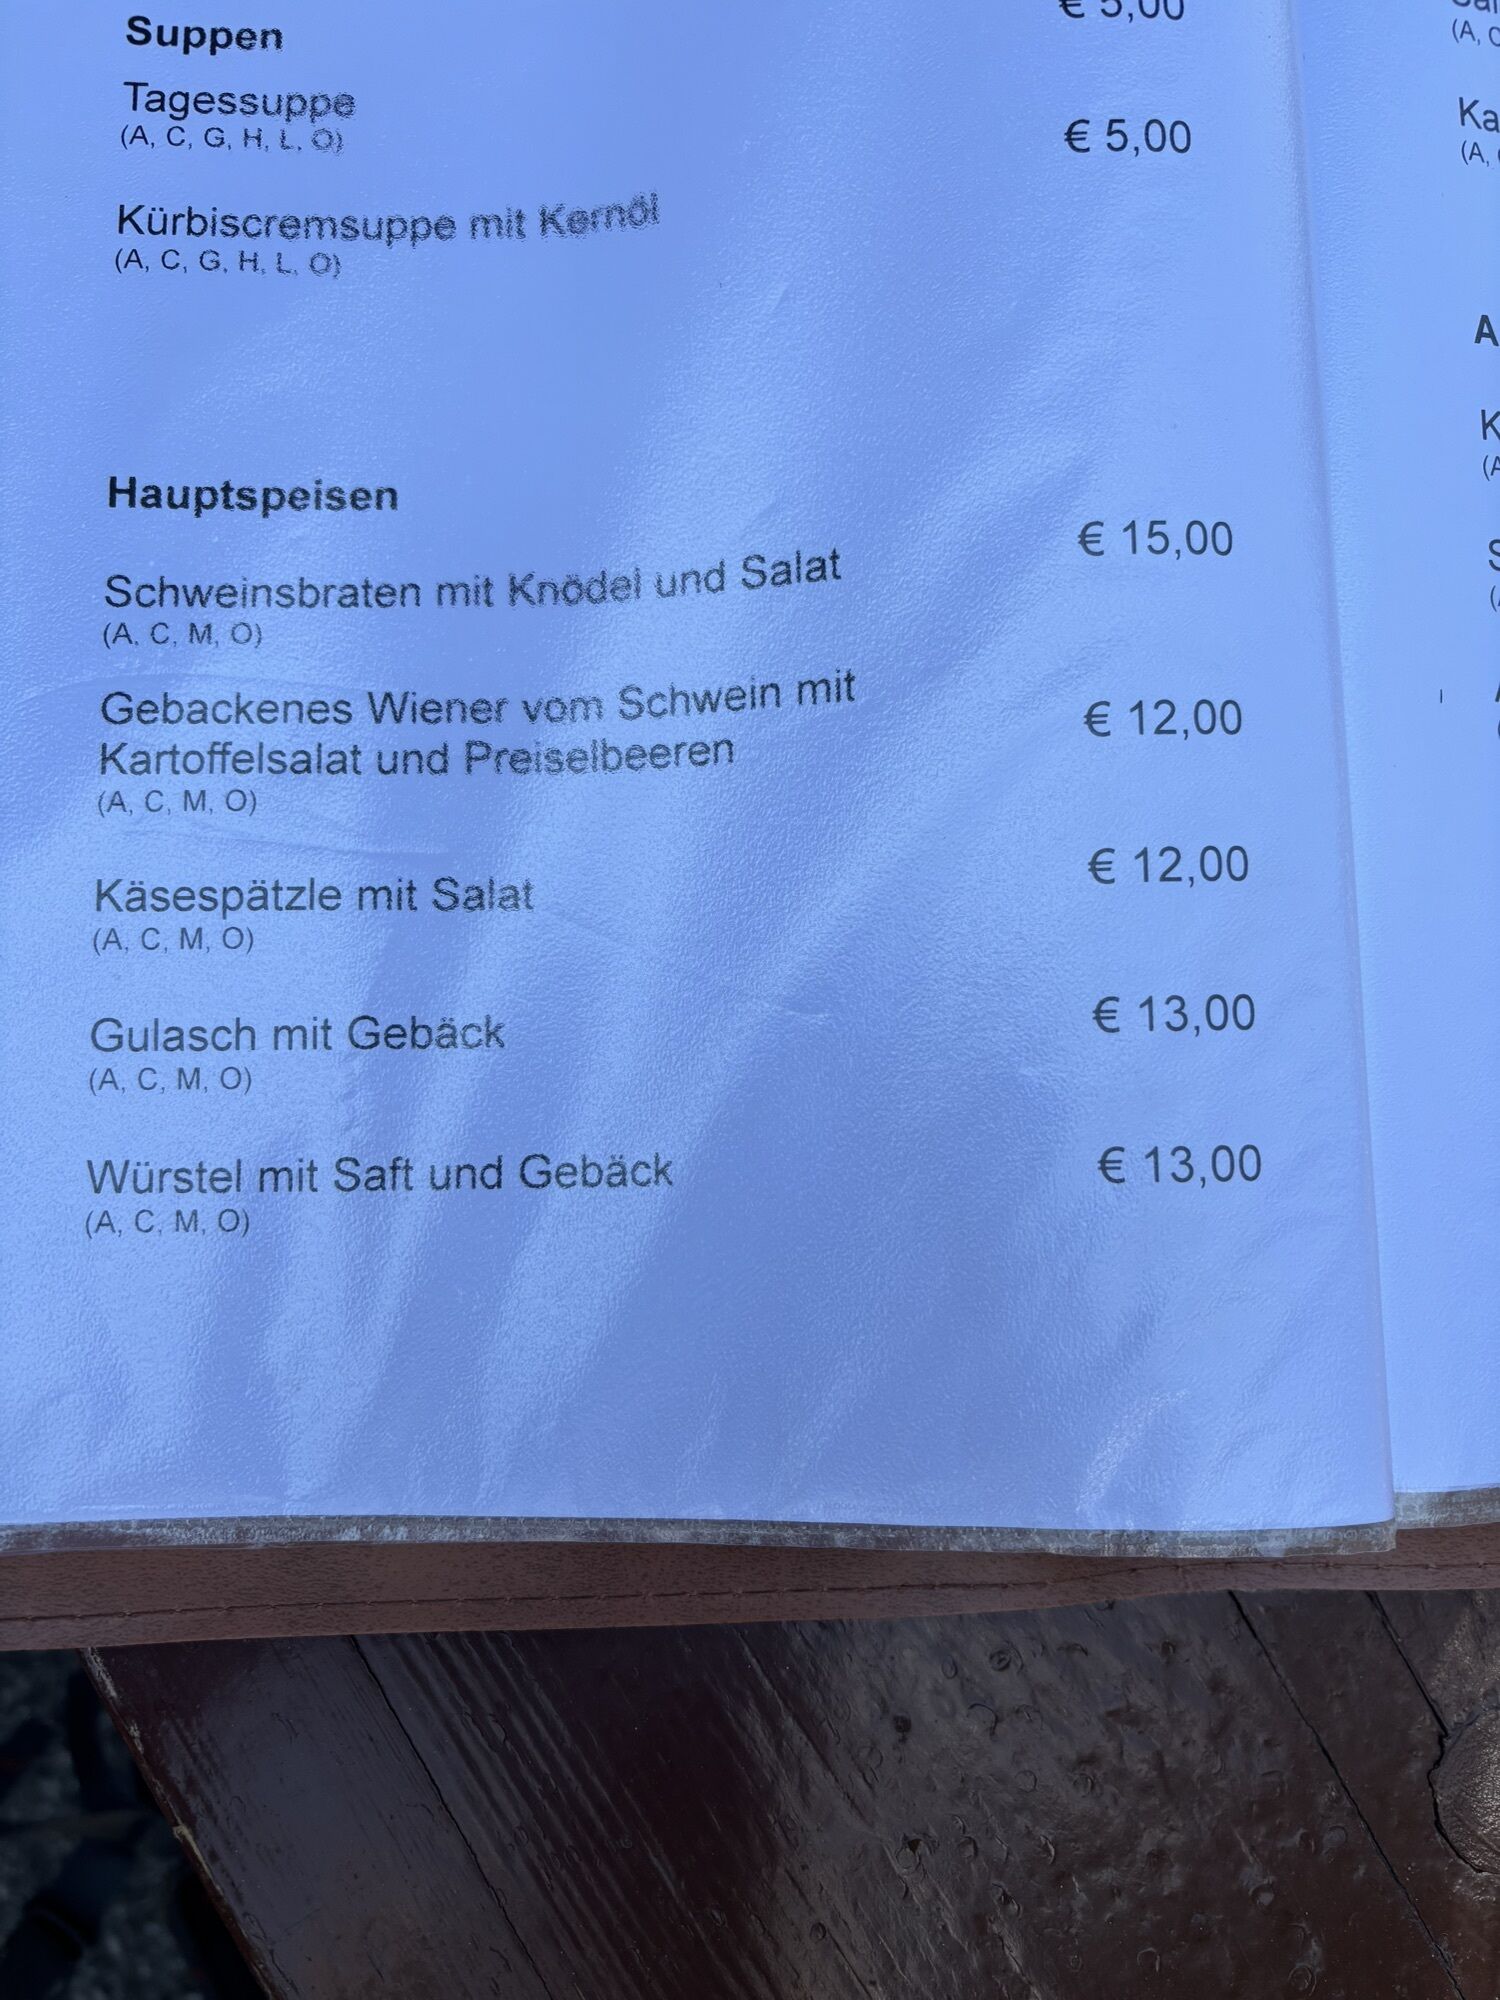 Suppen
€ 5,00
Tagessuppe
(A, C, G, H, L, O)
€ 5,00
Kürbiscremsuppe mit Kernöl
(A, C, G, H, L, O)
Hauptspeisen
€ 15,00
Schweinsbraten mit Knödel und Salat
(A, C, M, O)
Gebackenes Wiener vom Schwein mit
€ 12,00
Kartoffelsalat und Preiselbeeren
(A, C, M, O)
€ 12,00
Käsespätzle mit Salat
(A, C, M, O)
€ 13,00
Gulasch mit Gebäck
(A, C, M, O)
€ 13,00
Würstel mit Saft und Gebäck
(A, C, M, O)